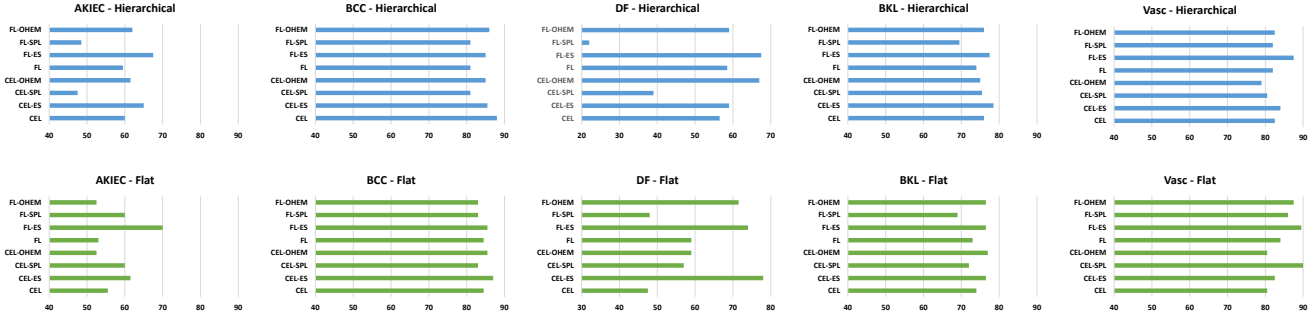 AKIEC - Hierarchical
FL-OHEM
FL-SPL
FL-ES
FL
CEL-OHEM
CEL-SPL
CEL-ES
CEL
40 50 60 70 80 90
BCC - Hierarchical
FL-OHEM
FL-SPL
FL-ES
FL
CEL-OHEM
CEL-SPL
CEL-ES
CEL
40 50 60 70 80 90
DF - Hierarchical
FL-OHEM
FL-SPL
FL-ES
FL
CEL-OHEM
CEL-SPL
CEL-ES
CEL
20 30 40 50 60 70
BKL - Hierarchical
FL-OHEM
FL-SPL
FL-ES
FL
CEL-OHEM
CEL-SPL
CEL-ES
CEL
40 50 60 70 80 90
Vasc - Hierarchical
FL-OHEM
FL-SPL
FL-ES
FL
CEL-OHEM
CEL-SPL
CEL-ES
CEL
40 50 60 70 80 90
AKIEC - Flat
FL-OHEM
FL-SPL
FL-ES
FL
CEL-OHEM
CEL-SPL
CEL-ES
CEL
40 50 60 70 80 90
BCC - Flat
FL-OHEM
FL-SPL
FL-ES
FL
CEL-OHEM
CEL-SPL
CEL-ES
CEL
40 50 60 70 80 90
DF - Flat
FL-OHEM
FL-SPL
FL-ES
FL
CEL-OHEM
CEL-SPL
CEL-ES
CEL
30 40 50 60 70 80
BKL - Flat
FL-OHEM
FL-SPL
FL-ES
FL
CEL-OHEM
CEL-SPL
CEL-ES
CEL
40 50 60 70 80 90
Vasc - Flat
FL-OHEM
FL-SPL
FL-ES
FL
CEL-OHEM
CEL-SPL
CEL-ES
CEL
40 50 60 70 80 90